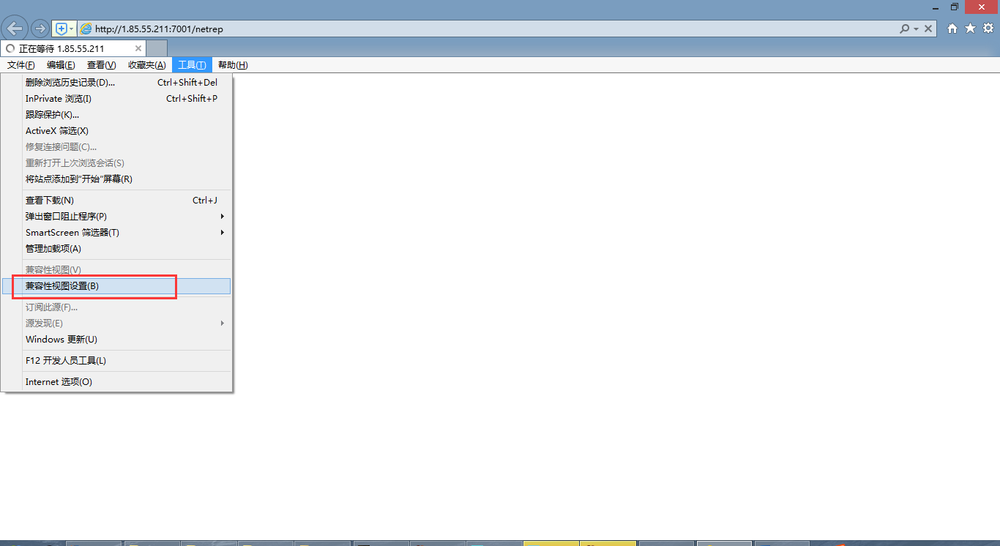 http://1.85.55.211:7001/netrep
正在等待 1.85.55.211
文件(F) 编辑(E) 查看(V) 收藏夹(A) 工具(T) 帮助(H)
删除浏览历史记录(D)... Ctrl+Shift+Del
InPrivate 浏览(I) Ctrl+Shift+P
跟踪保护(K)...
ActiveX 筛选(X)
修复连接问题(C)...
重新打开上次浏览会话(S)
将站点添加到“开始”屏幕(R)
查看下载(N) Ctrl+J
弹出窗口阻止程序(P)
SmartScreen 筛选器(T)
管理加载项(A)
兼容性视图(V)
兼容性视图设置(B)
订阅此源(F)...
源发现(E)
Windows 更新(U)
F12 开发人员工具(L)
Internet 选项(O)